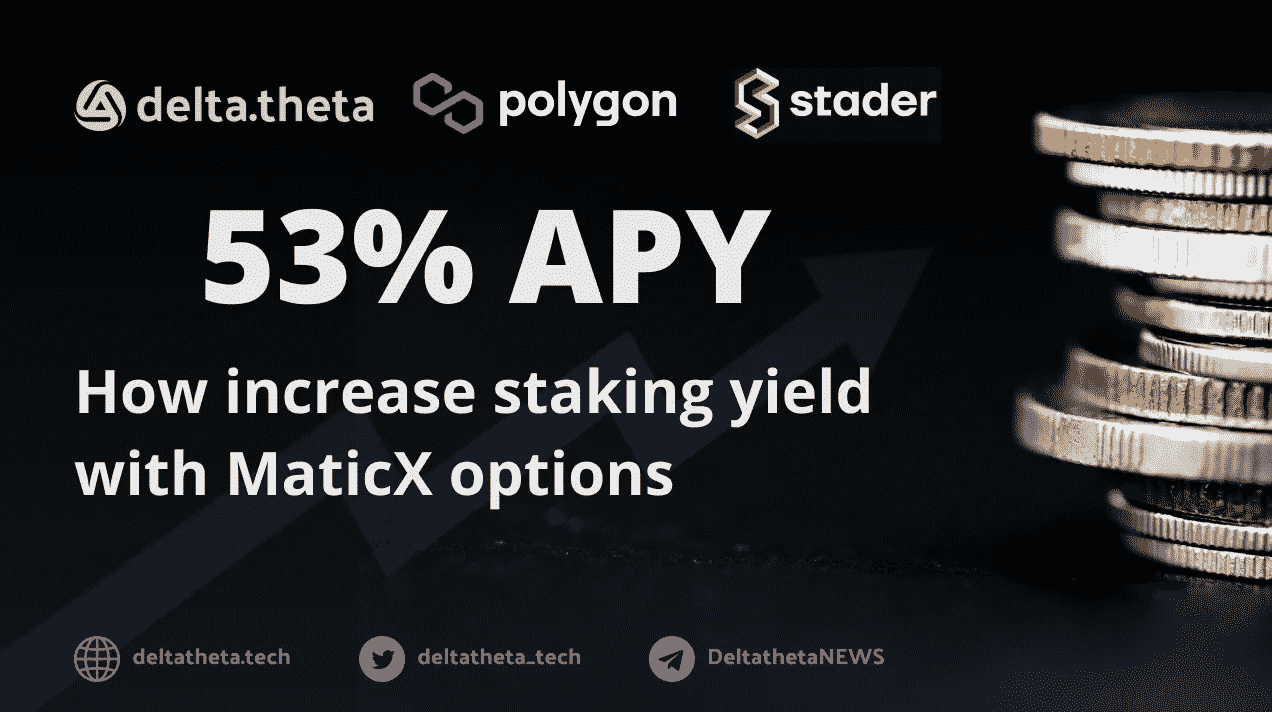 delta.theta polygon stader
53% APY
How increase staking yield
with MaticX options
deltatheta.tech deltatheta_tech DeltathetaNEWS